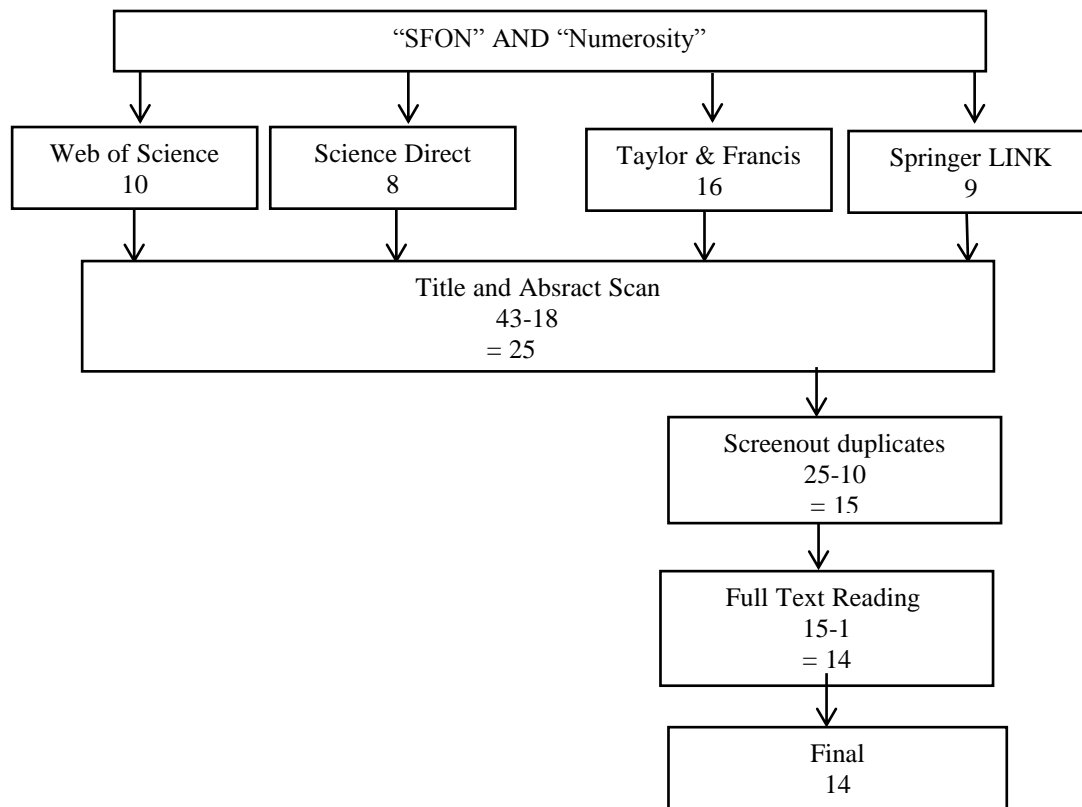 “SFON” AND “Numerosity”
Web of Science
10
Science Direct
8
Taylor & Francis
16
Springer LINK
9
Title and Absract Scan
43-18
= 25
Screenout duplicates
25-10
= 15
Full Text Reading
15-1
= 14
Final
14